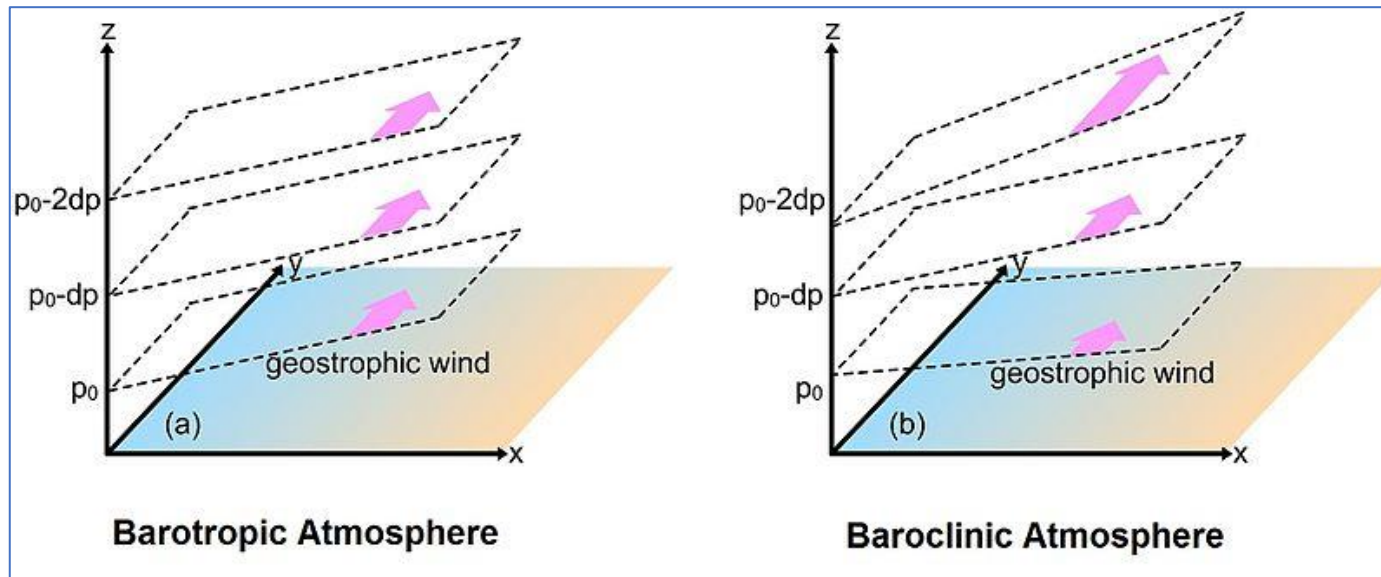 z
p₀-2dp
p₀-dp
p₀
y
geostrophic wind
(a)
x
Barotropic Atmosphere
z
p₀-2dp
p₀-dp
p₀
y
geostrophic wind
(b)
x
Baroclinic Atmosphere